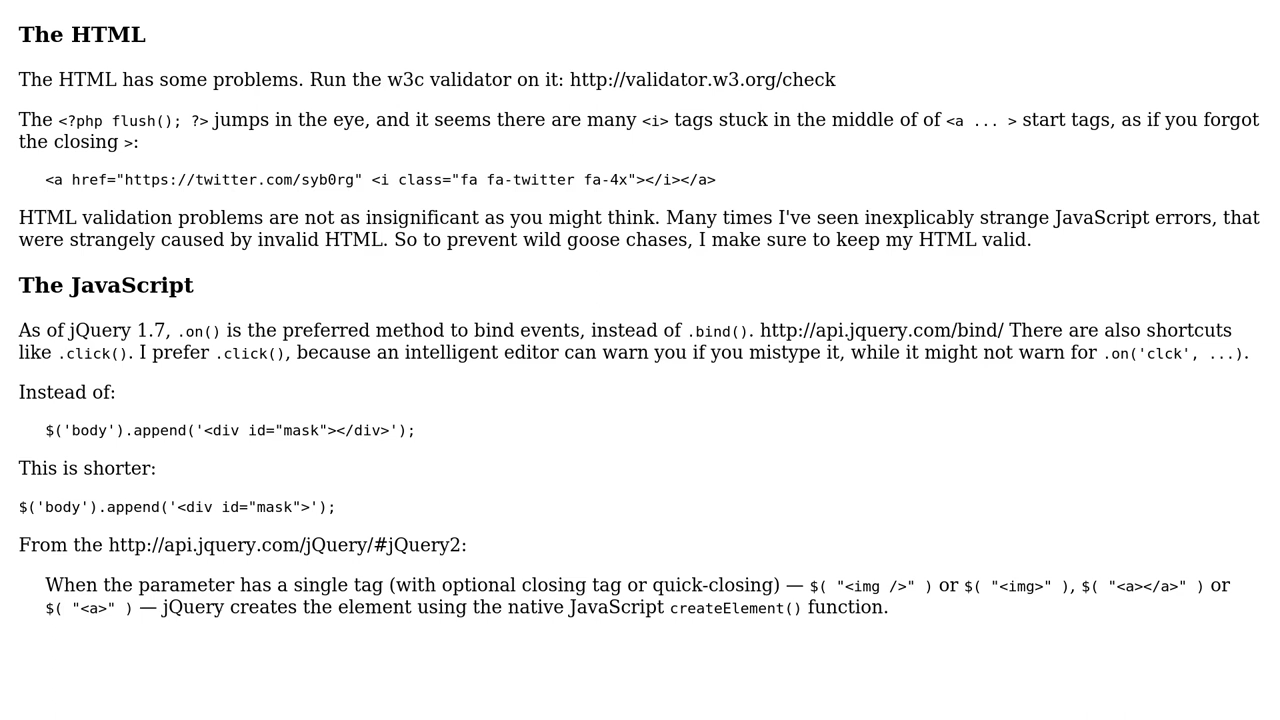 The HTML
The HTML has some problems. Run the w3c validator on it: http://validator.w3.org/check
The <?php flush(); ?> jumps in the eye, and it seems there are many <i> tags stuck in the middle of of <a ... > start tags, as if you forgot
the closing >:
<a href="https://twitter.com/syb0rg" <i class="fa fa-twitter fa-4x"></i></a>
HTML validation problems are not as insignificant as you might think. Many times I've seen inexplicably strange JavaScript errors, that
were strangely caused by invalid HTML. So to prevent wild goose chases, I make sure to keep my HTML valid.
The JavaScript
As of jQuery 1.7, .on() is the preferred method to bind events, instead of .bind(). http://api.jquery.com/bind/ There are also shortcuts
like .click(). I prefer .click(), because an intelligent editor can warn you if you mistype it, while it might not warn for .on('clck', ...).
Instead of:
$('body').append('<div id="mask"></div>');
This is shorter:
$('body').append('<div id="mask">');
From the http://api.jquery.com/jQuery/#jQuery2:
When the parameter has a single tag (with optional closing tag or quick-closing) — $( "<img />" ) or $( "<img>" ), $( "<a></a>" ) or
$( "<a>" ) — jQuery creates the element using the native JavaScript createElement() function.